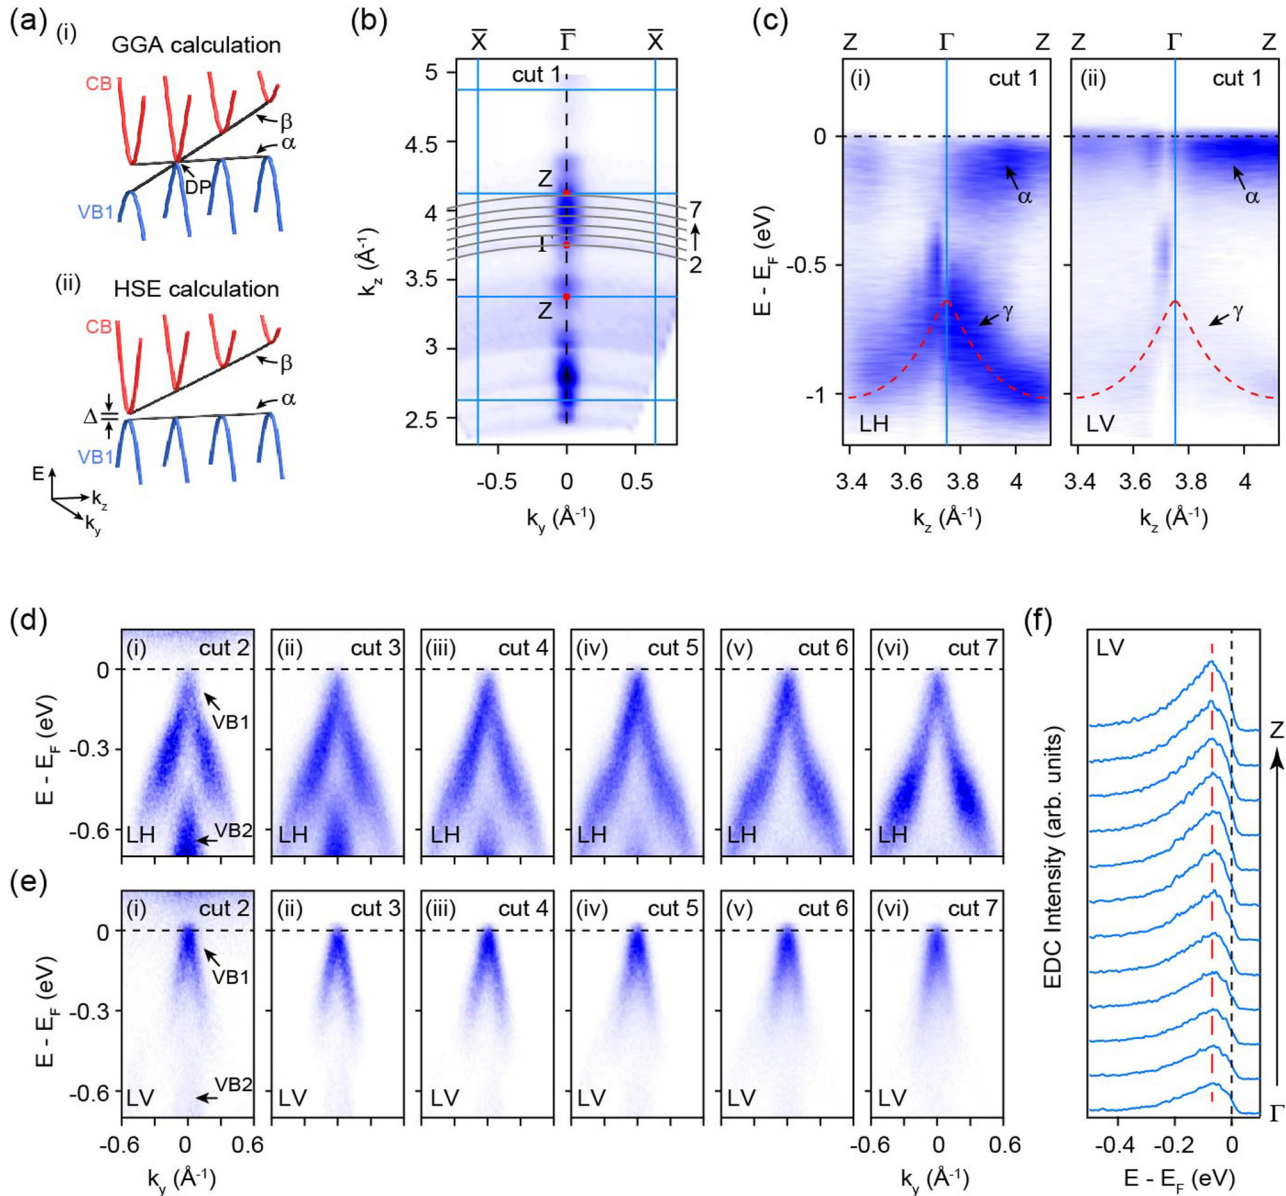 (a)
(i)
GGA calculation
CB
β
α
DP
VB1
(ii)
HSE calculation
CB
β
α
Δ
VB1
E
k_z
k_y
(b)
X̅ Γ̅ X̅
cut 1
5
4.5
4
3.5
3
2.5
Z
Γ
Z
7
2
k_z (Å⁻¹)
-0.5 0 0.5
k_y (Å⁻¹)
(c)
Z Γ Z Z Γ Z
(i) cut 1
(ii) cut 1
0
-0.5
-1
E - E_F (eV)
α
γ
LH
α
γ
LV
3.4 3.6 3.8 4
3.4 3.6 3.8 4
k_z (Å⁻¹)
k_z (Å⁻¹)
(d)
(i) cut 2
(ii) cut 3
(iii) cut 4
(iv) cut 5
(v) cut 6
(vi) cut 7
0
-0.3
-0.6
E - E_F (eV)
VB1
VB2
LH
LH
LH
LH
LH
LH
(e)
(i) cut 2
(ii) cut 3
(iii) cut 4
(iv) cut 5
(v) cut 6
(vi) cut 7
0
-0.3
-0.6
E - E_F (eV)
VB1
VB2
LV
LV
LV
LV
LV
LV
-0.6 0 0.6
k_y (Å⁻¹)
-0.6 0 0.6
k_y (Å⁻¹)
(f)
LV
Z
Γ
EDC Intensity (arb. units)
-0.4 -0.2 0
E - E_F (eV)